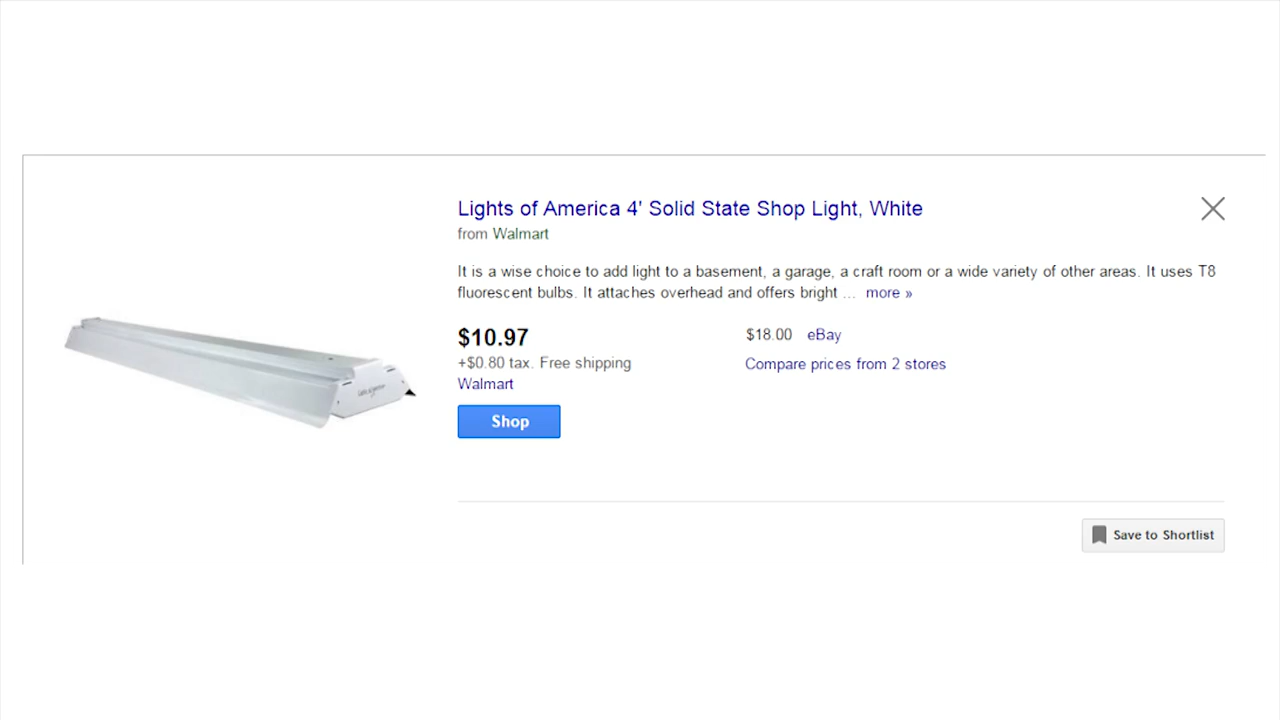 Lights of America 4' Solid State Shop Light, White
from Walmart
It is a wise choice to add light to a basement, a garage, a craft room or a wide variety of other areas. It uses T8
fluorescent bulbs. It attaches overhead and offers bright ... more »
$10.97
+$0.80 tax. Free shipping
Walmart
Shop
$18.00 eBay
Compare prices from 2 stores
Save to Shortlist